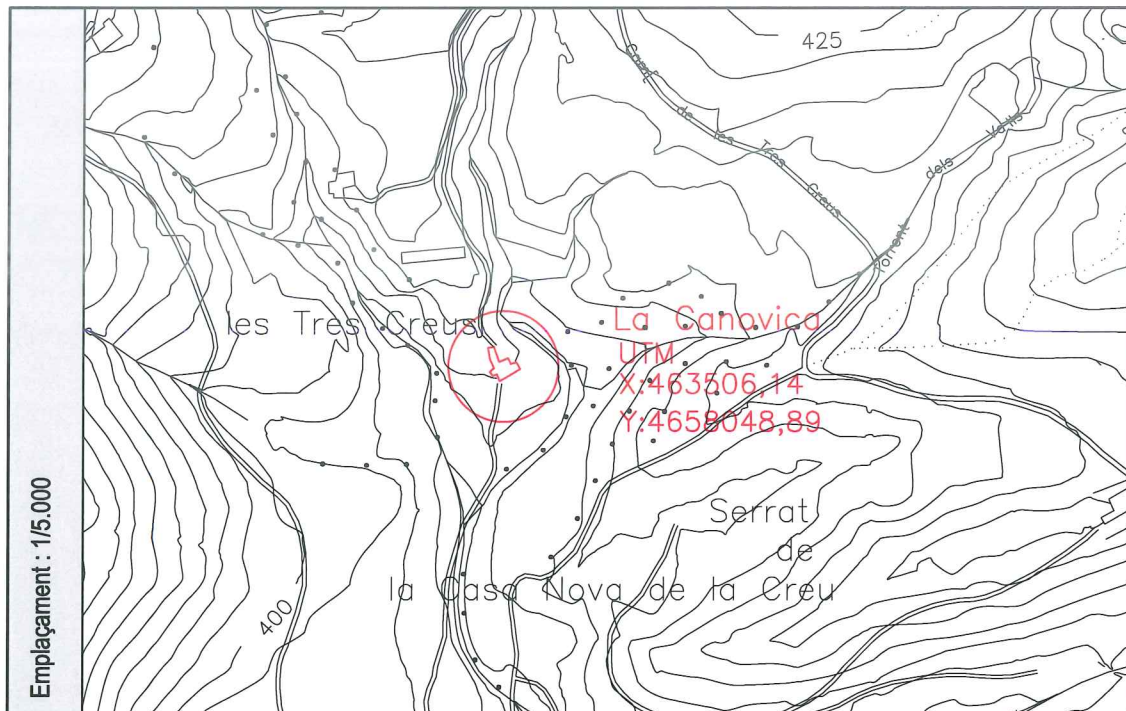 Emplaçament : 1/5.000
425
Camí de les Tres Creus
Torrent dels Valls
les Tres Creus
La Canovica
UTM
X:463506,14
Y:4658048,89
Serrat
de
la Casa Nova de la Creu
400